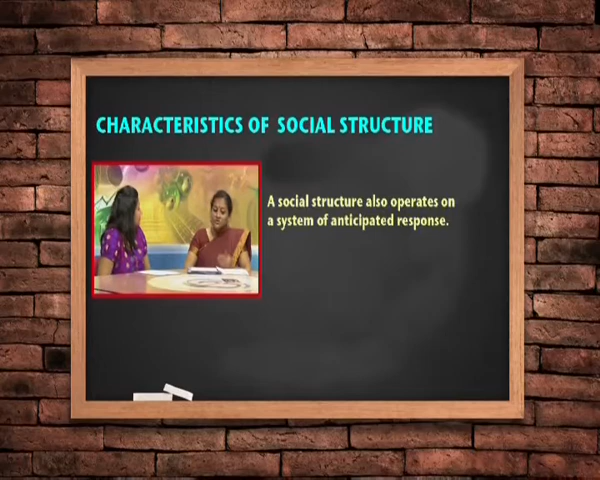 CHARACTERISTICS OF SOCIAL STRUCTURE
A social structure also operates on
a system of anticipated response.